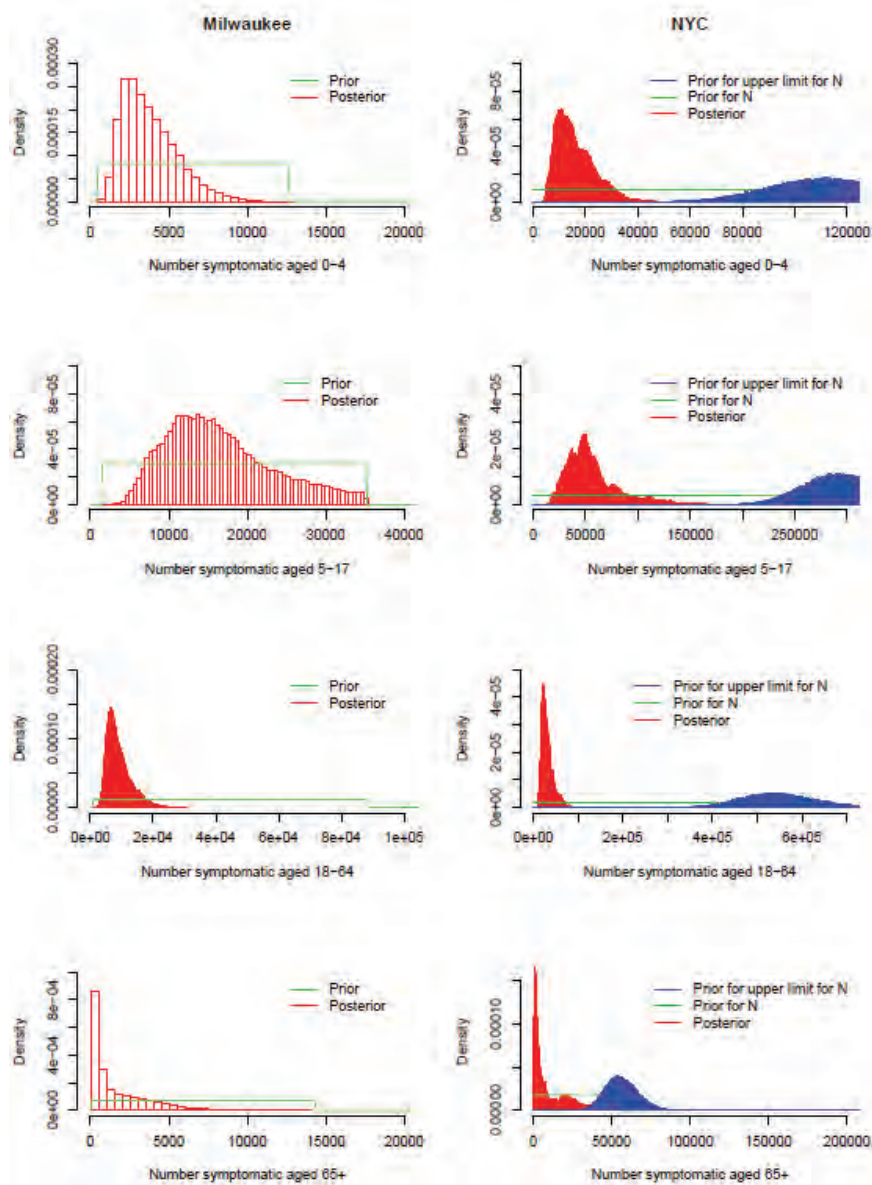 Milwaukee
NYC
Density
0.00000 0.00015 0.00030
Prior
Posterior
0 5000 10000 15000 20000
Number symptomatic aged 0-4
Density
0e+00 4e-05 8e-05
Prior for upper limit for N
Prior for N
Posterior
0 20000 40000 60000 80000 120000
Number symptomatic aged 0-4
Density
0e+00 4e-05 8e-05
Prior
Posterior
0 10000 20000 30000 40000
Number symptomatic aged 5-17
Density
0e+00 2e-05 4e-05
Prior for upper limit for N
Prior for N
Posterior
0 50000 150000 250000
Number symptomatic aged 5-17
Density
0.00000 0.00010 0.00020
Prior
Posterior
0e+00 2e+04 4e+04 6e+04 8e+04 1e+05
Number symptomatic aged 18-64
Density
0e+00 2e-05 4e-05
Prior for upper limit for N
Prior for N
Posterior
0e+00 2e+05 4e+05 6e+05
Number symptomatic aged 18-64
Density
0e+00 4e-04 8e-04
Prior
Posterior
0 5000 10000 15000 20000
Number symptomatic aged 65+
Density
0.00000 0.00010
Prior for upper limit for N
Prior for N
Posterior
0 50000 100000 150000 200000
Number symptomatic aged 65+